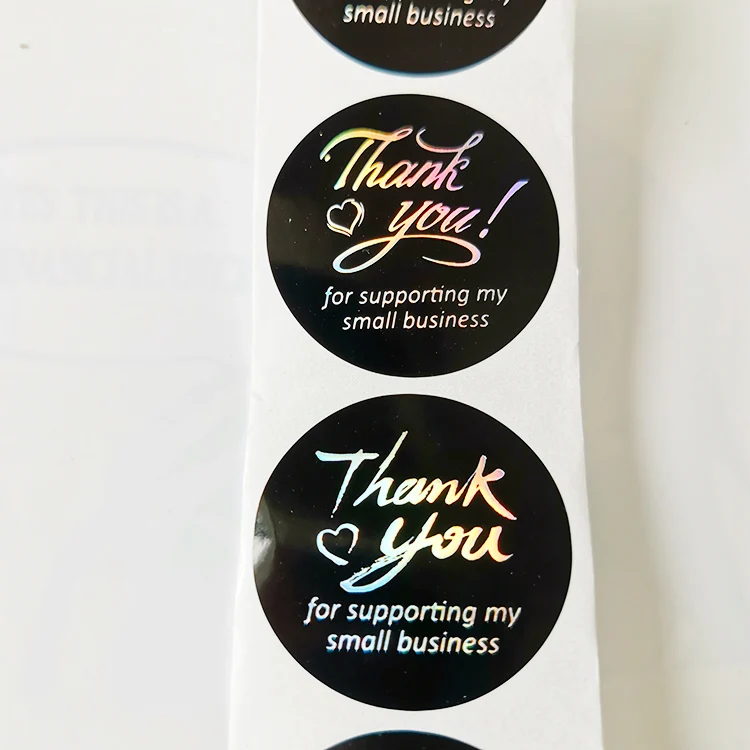 small business
Thank
you!
for supporting my
small business
Thank
you
for supporting my
small business